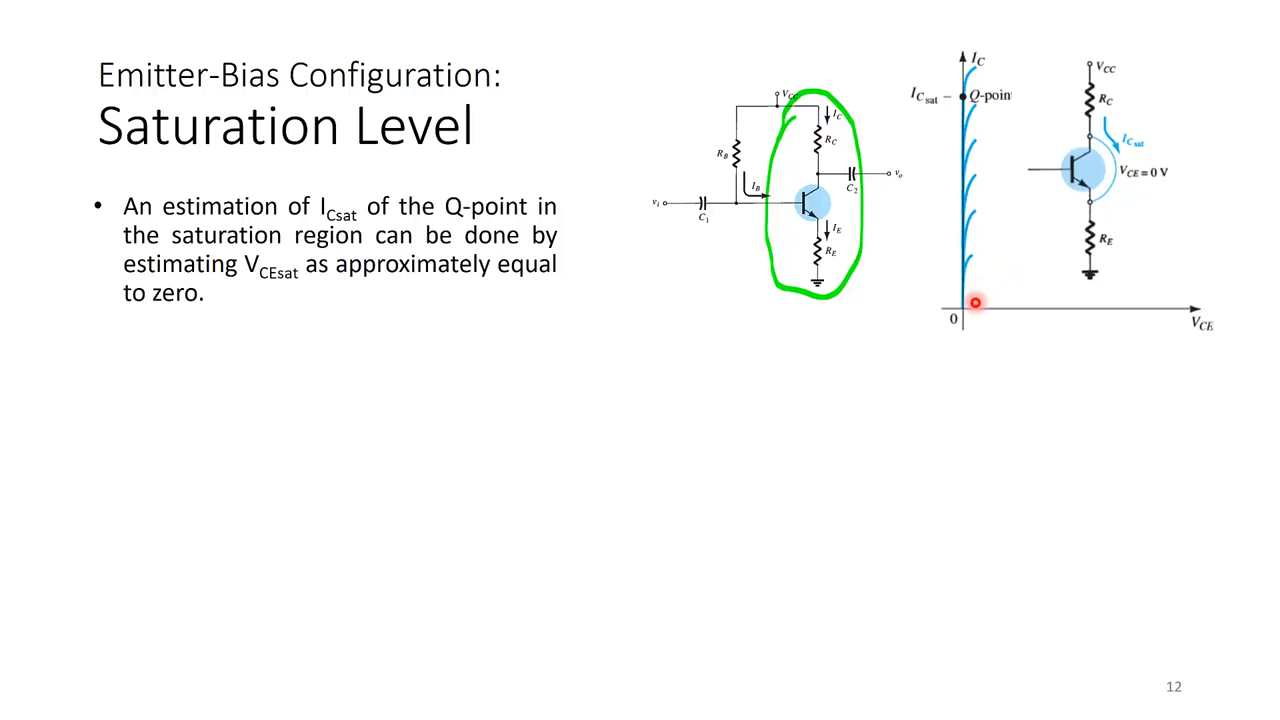 Emitter-Bias Configuration:
Saturation Level
• An estimation of ICsat of the Q-point in
the saturation region can be done by
estimating VCEsat as approximately equal
to zero.
VCC
IC
RC
RB
IB
C2
vo
vi
C1
IE
RE
IC
ICsat
Q-poin
0
VCE
VCC
RC
ICsat
VCE = 0 V
RE
12